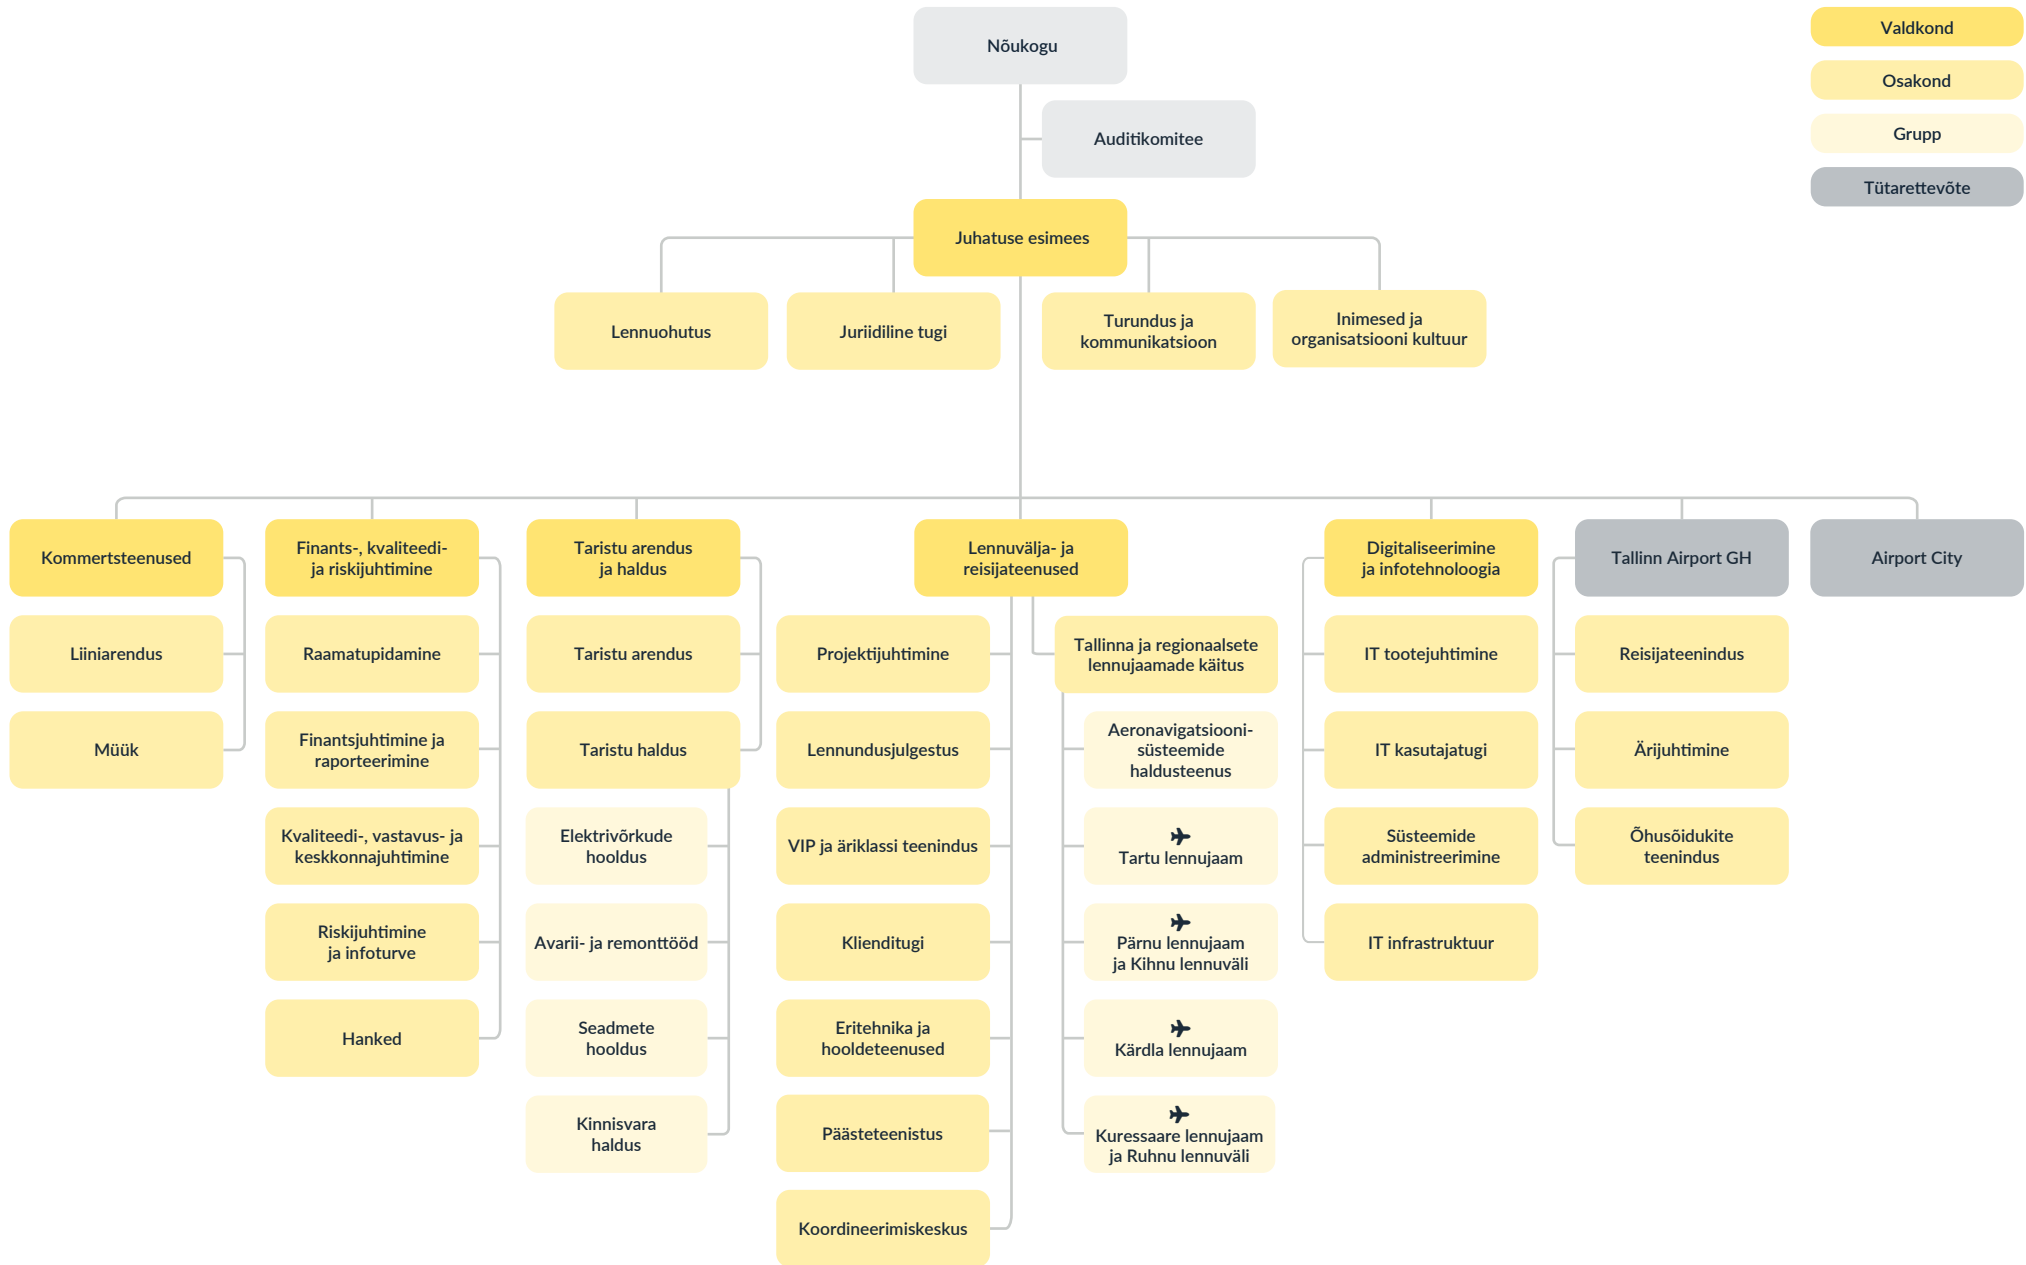 Nõukogu
Auditikomitee
Juhatuse esimees
Valdkond
Osakond
Grupp
Tütarettevõte
Lennuohutus
Juriidiline tugi
Turundus ja
kommunikatsioon
Inimesed ja
organisatsiooni kultuur
Kommertsteenused
Liiniarendus
Müük
Finants-, kvaliteedi-
ja riskijuhtimine
Raamatupidamine
Finantsjuhtimine ja
raporteerimine
Kvaliteedi-, vastavus- ja
keskkonnajuhtimine
Riskijuhtimine
ja infoturve
Hanked
Taristu arendus
ja haldus
Taristu arendus
Taristu haldus
Elektrivõrkude
hooldus
Avarii- ja remonttööd
Seadmete
hooldus
Kinnisvara
haldus
Lennuvälja- ja
reisijateenused
Projektijuhtimine
Lennundusjulgestus
VIP ja äriklassi teenindus
Klienditugi
Eritehnika ja
hooldeteenused
Päästeteenistus
Koordineerimiskeskus
Tallinna ja regionaalsete
lennujaamade käitus
Aeronavigatsiooni-
süsteemide
haldusteenus
Tartu lennujaam
Pärnu lennujaam
ja Kihnu lennuväli
Kärdla lennujaam
Kuressaare lennujaam
ja Ruhnu lennuväli
Digitaliseerimine
ja infotehnoloogia
IT tootejuhtimine
IT kasutajatugi
Süsteemide
administreerimine
IT infrastruktuur
Tallinn Airport GH
Reisijateenindus
Ärijuhtimine
Õhusõidukite
teenindus
Airport City